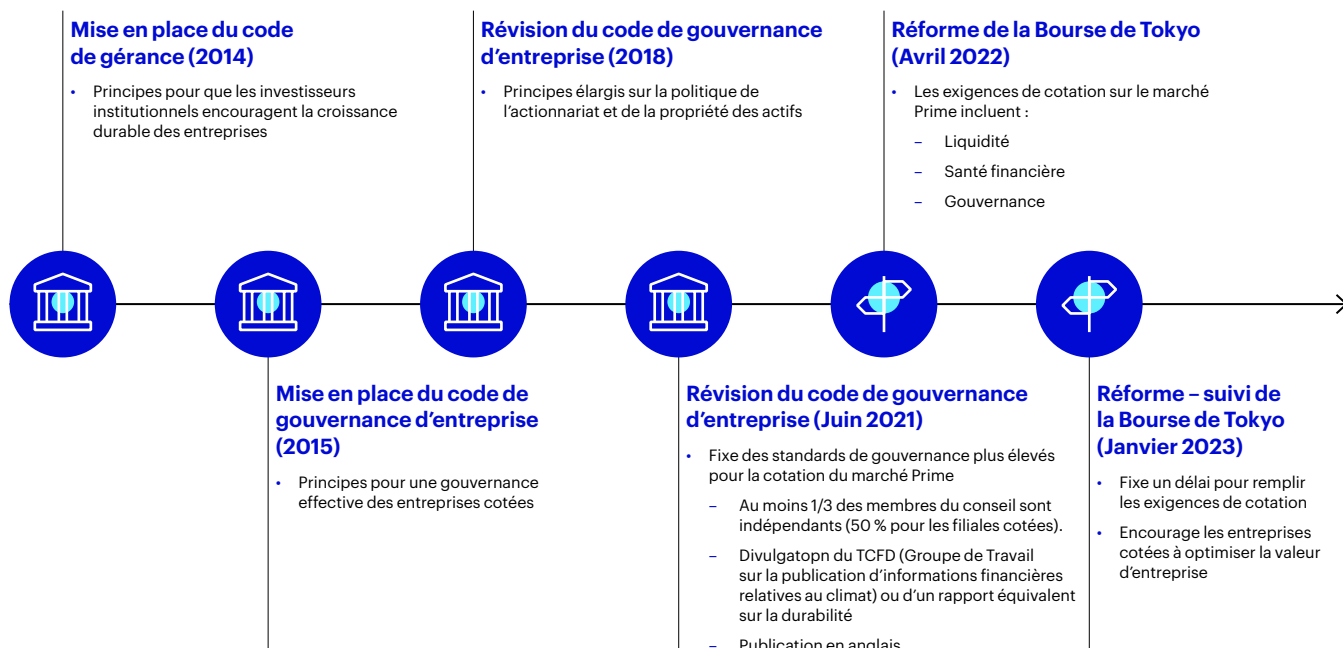 Mise en place du code
de gérance (2014)
• Principes pour que les investisseurs
institutionnels encouragent la croissance
durable des entreprises
Révision du code de gouvernance
d'entreprise (2018)
• Principes élargis sur la politique de
l'actionnariat et de la propriété des actifs
Réforme de la Bourse de Tokyo
(Avril 2022)
• Les exigences de cotation sur le marché
Prime incluent :
– Liquidité
– Santé financière
– Gouvernance
Mise en place du code de
gouvernance d'entreprise
(2015)
• Principes pour une gouvernance
effective des entreprises cotées
Révision du code de gouvernance
d'entreprise (Juin 2021)
• Fixe des standards de gouvernance plus élevés
pour la cotation du marché Prime
– Au moins 1/3 des membres du conseil sont
indépendants (50 % pour les filiales cotées).
– Divulgatopn du TCFD (Groupe de Travail
sur la publication d'informations financières
relatives au climat) ou d'un rapport équivalent
sur la durabilité
– Publication en anglais
Réforme – suivi de
la Bourse de Tokyo
(Janvier 2023)
• Fixe un délai pour remplir
les exigences de cotation
• Encourage les entreprises
cotées à optimiser la valeur
d'entreprise